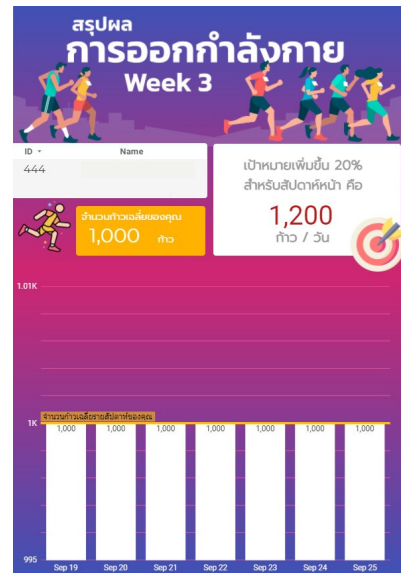 สรุปผล
การออกกำลังกาย
Week 3
ID Name
444
เป้าหมายเพิ่มขึ้น 20%
สำหรับสัปดาห์หน้า คือ
1,200
ก้าว / วัน
จำนวนก้าวเฉลี่ยของคุณ
1,000 ก้าว
1.01K
จำนวนก้าวเฉลี่ยรายสัปดาห์ของคุณ
1K
1,000 1,000 1,000 1,000 1,000 1,000 1,000
995
Sep 19 Sep 20 Sep 21 Sep 22 Sep 23 Sep 24 Sep 25